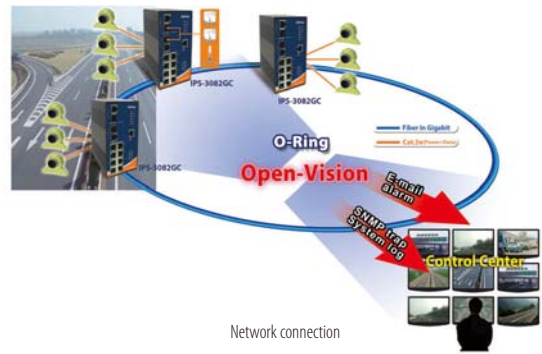 IPS-3082GC
IPS-3082GC
IPS-3082GC
O-Ring
Fiber In Gigabit
Cat.5e(Power+Data)
Open-Vision
E-mail
alarm
SNMP trap
System log
Control Center
Network connection